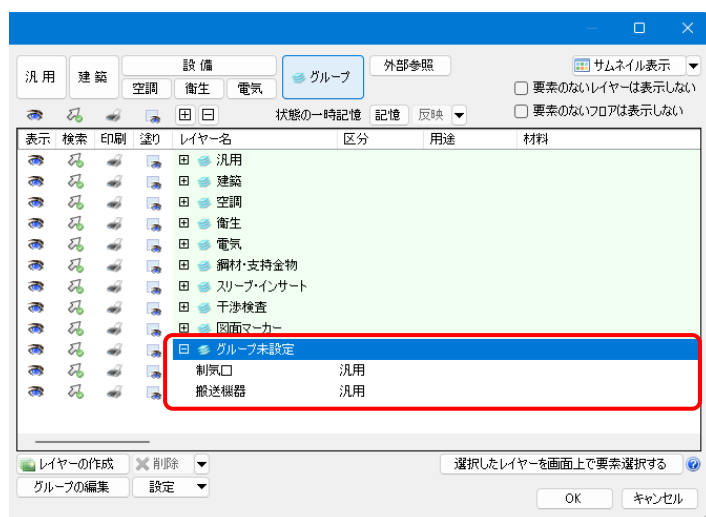 設備
外部参照
サムネイル表示
汎用
建築
グループ
空調
衛生
電気
要素のないレイヤーは表示しない
状態の一時記憶
記憶
反映
要素のないフロアは表示しない
表示 検索 印刷 塗り レイヤー名 区分 用途 材料
汎用
建築
空調
衛生
電気
鋼材・支持金物
スリーブ・インサート
干渉検査
図面マーカー
グループ未設定
制気口 汎用
搬送機器 汎用
レイヤーの作成
削除
選択したレイヤーを画面上で要素選択する
グループの編集
設定
OK
キャンセル